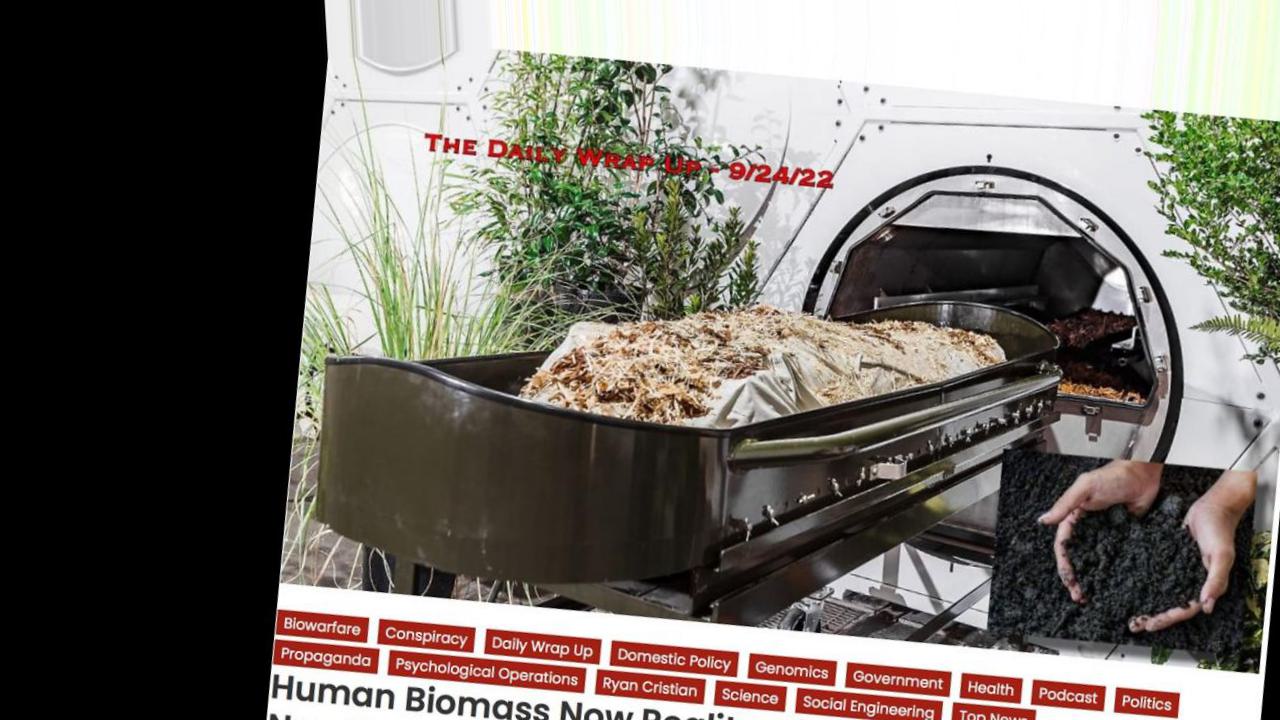 THE DAILY WRAP UP - 9/24/22
Biowarfare Conspiracy Daily Wrap Up Domestic Policy Genomics Government Health Podcast Politics
Propaganda Psychological Operations Ryan Cristian Science Social Engineering Top News
Human Biomass Now